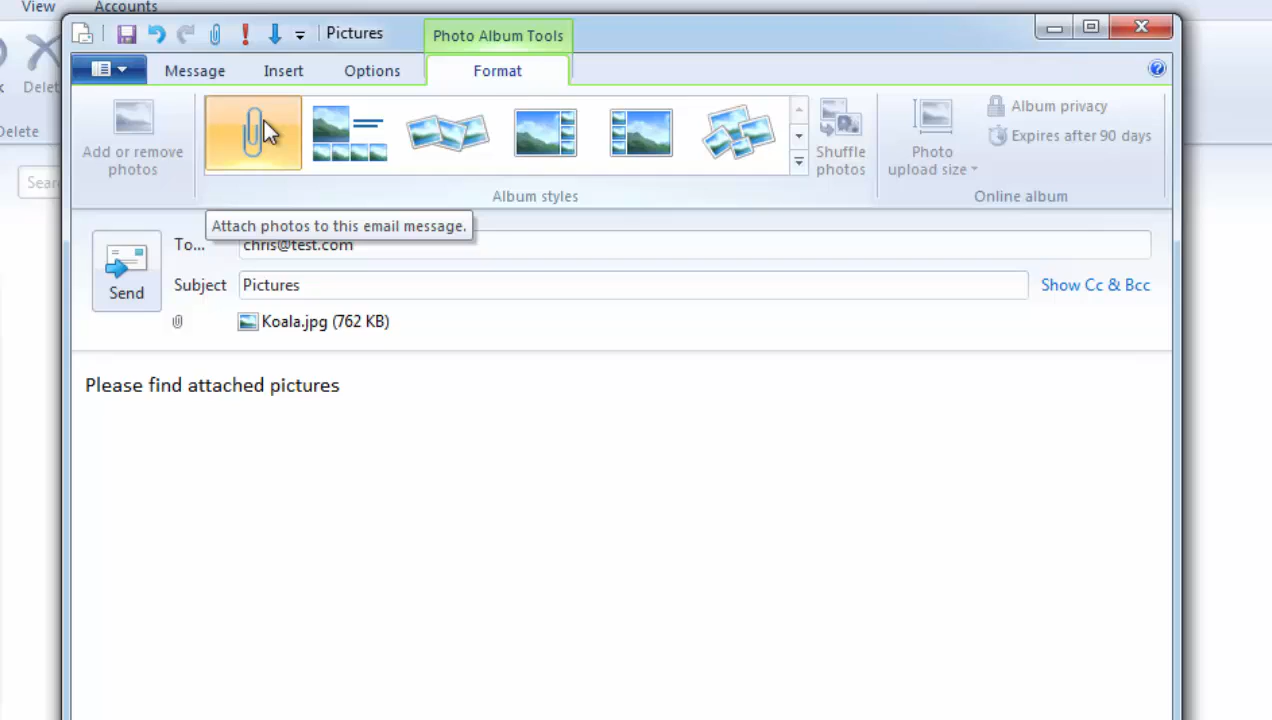 View Accounts
Pictures
Photo Album Tools
Message Insert Options Format
Delet
Delete
Sear
Add or remove
photos
Album styles
Shuffle
photos
Photo
upload size
Album privacy
Expires after 90 days
Online album
Attach photos to this email message.
Send
To... chris@test.com
Subject Pictures Show Cc & Bcc
Koala.jpg (762 KB)
Please find attached pictures